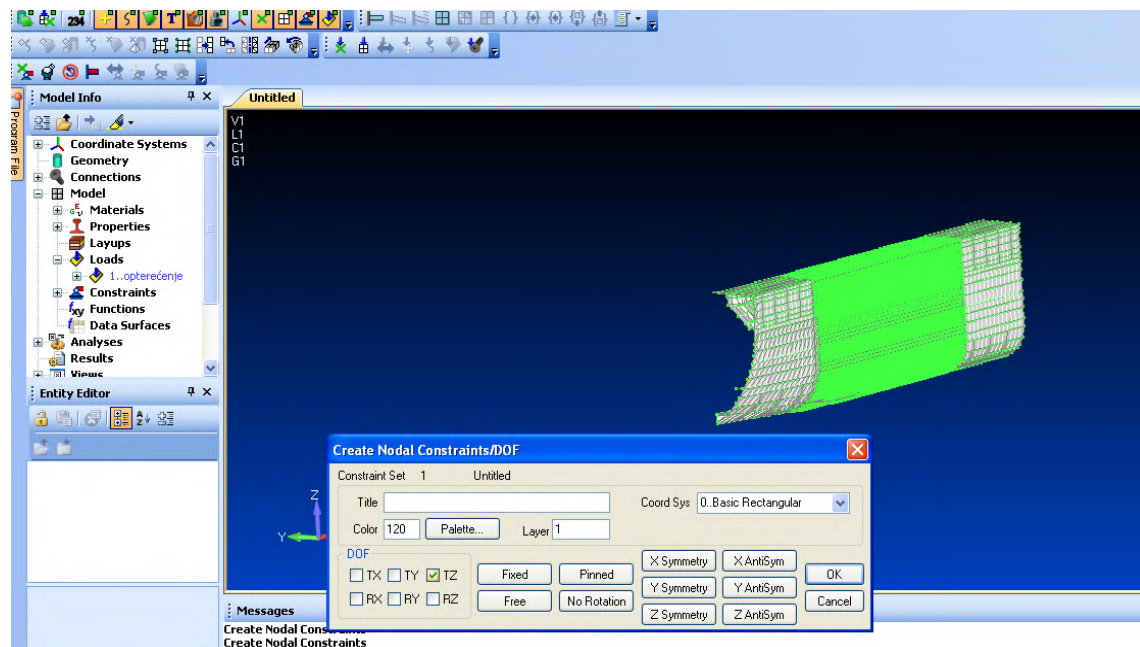 234
T
Program File
Model Info
Untitled
V1
L1
C1
G1
Coordinate Systems
Geometry
Connections
Model
Materials
Properties
Layups
Loads
1..opterećenje
Constraints
fxy Functions
Data Surfaces
Analyses
Results
Views
Entity Editor
Z
Y
Create Nodal Constraints/DOF
Constraint Set 1 Untitled
Title
Coord Sys 0..Basic Rectangular
Color 120 Palette... Layer 1
DOF
TX TY TZ
RX RY RZ
Fixed Pinned
Free No Rotation
X Symmetry X AntiSym
Y Symmetry Y AntiSym
Z Symmetry Z AntiSym
OK
Cancel
Messages
Create Nodal Constraints
Create Nodal Constraints